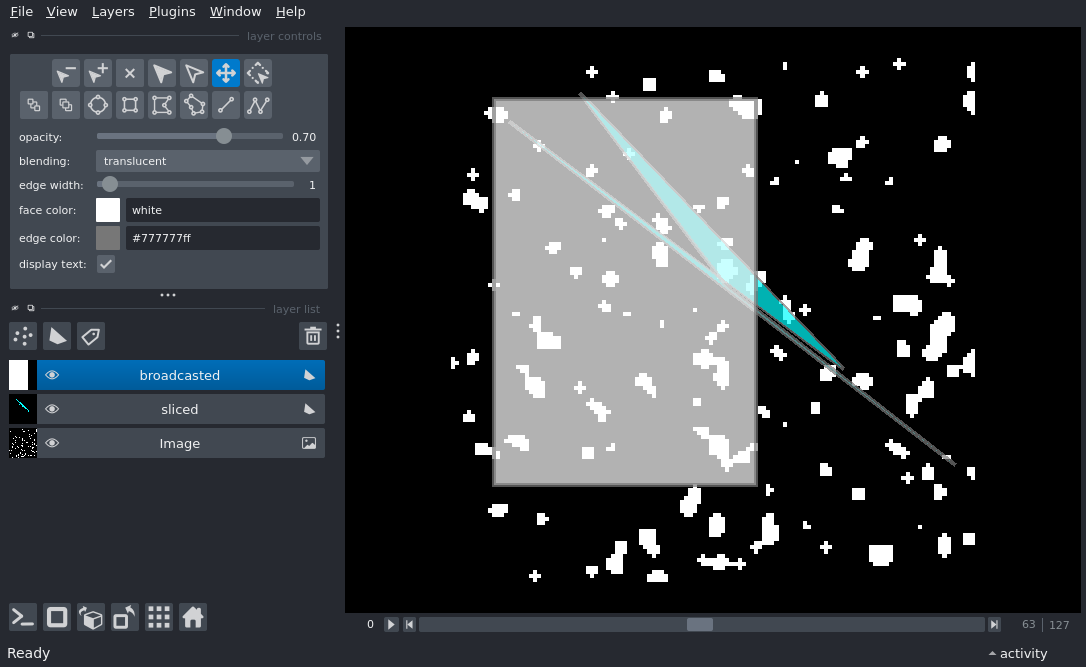 File View Layers Plugins Window Help
layer controls
opacity: 0.70
blending: translucent
edge width: 1
face color: white
edge color: #777777ff
display text:
layer list
broadcasted
sliced
Image
0 63 127
Ready
activity